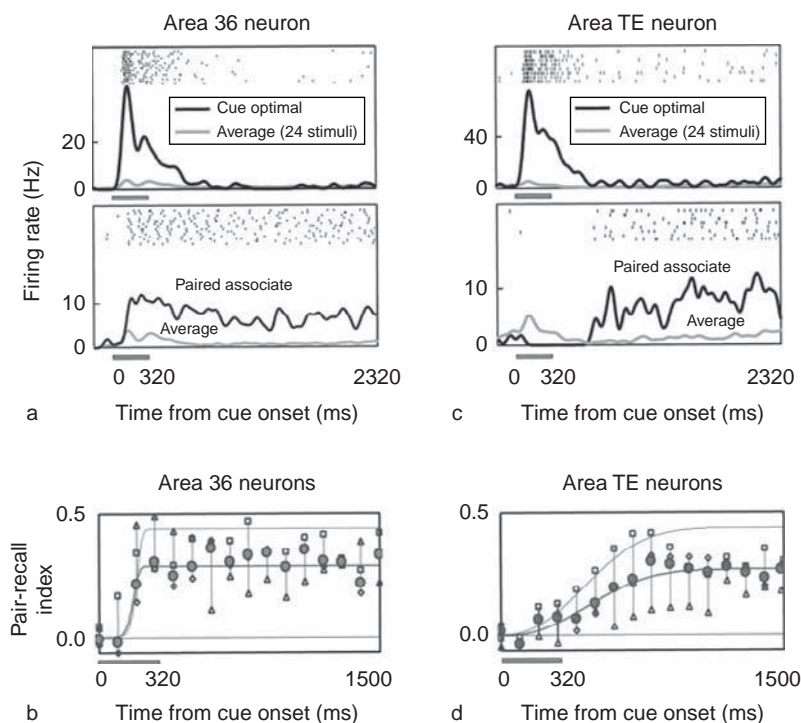 Area 36 neuron
Cue optimal
Average (24 stimuli)
20
0
Firing rate (Hz)
Paired associate
Average
10
0
0 320 2320
a Time from cue onset (ms)
Area TE neuron
Cue optimal
Average (24 stimuli)
40
0
Paired associate
Average
10
0
0 320 2320
c Time from cue onset (ms)
Area 36 neurons
0.5
0.0
Pair-recall
index
0 320 1500
b Time from cue onset (ms)
Area TE neurons
0.5
0.0
0 320 1500
d Time from cue onset (ms)